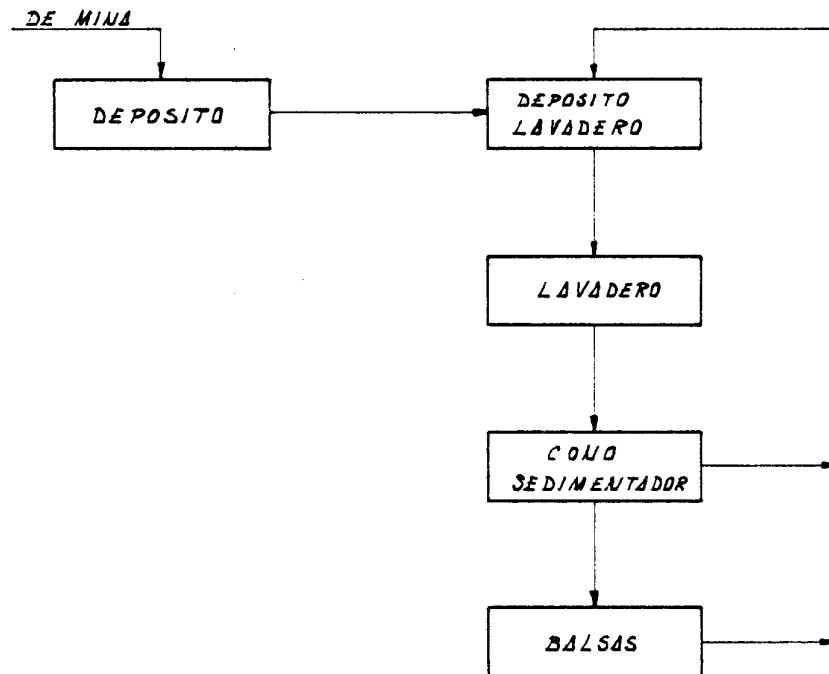 DE MINA
DEPOSITO
DEPOSITO
LAVADERO
LAVADERO
CONO
SEDIMENTADOR
BALSAS